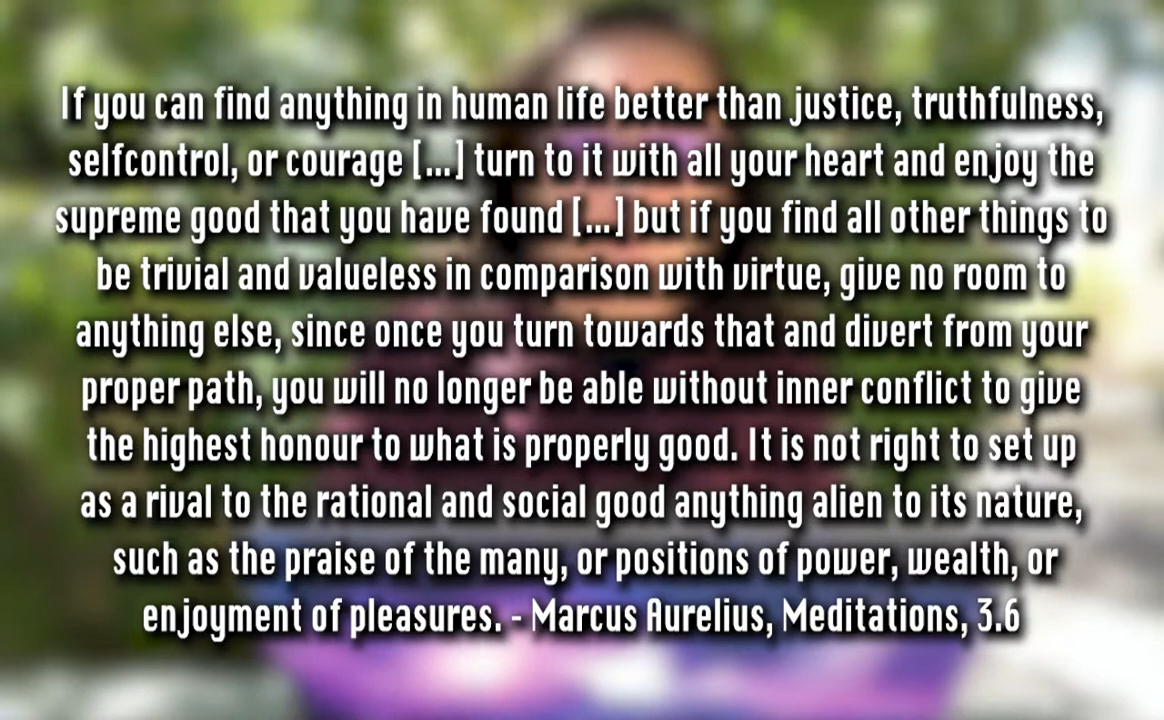 If you can find anything in human life better than justice, truthfulness,
selfcontrol, or courage [...] turn to it with all your heart and enjoy the
supreme good that you have found [...] but if you find all other things to
be trivial and valueless in comparison with virtue, give no room to
anything else, since once you turn towards that and divert from your
proper path, you will no longer be able without inner conflict to give
the highest honour to what is properly good. It is not right to set up
as a rival to the rational and social good anything alien to its nature,
such as the praise of the many, or positions of power, wealth, or
enjoyment of pleasures. - Marcus Aurelius, Meditations, 3.6